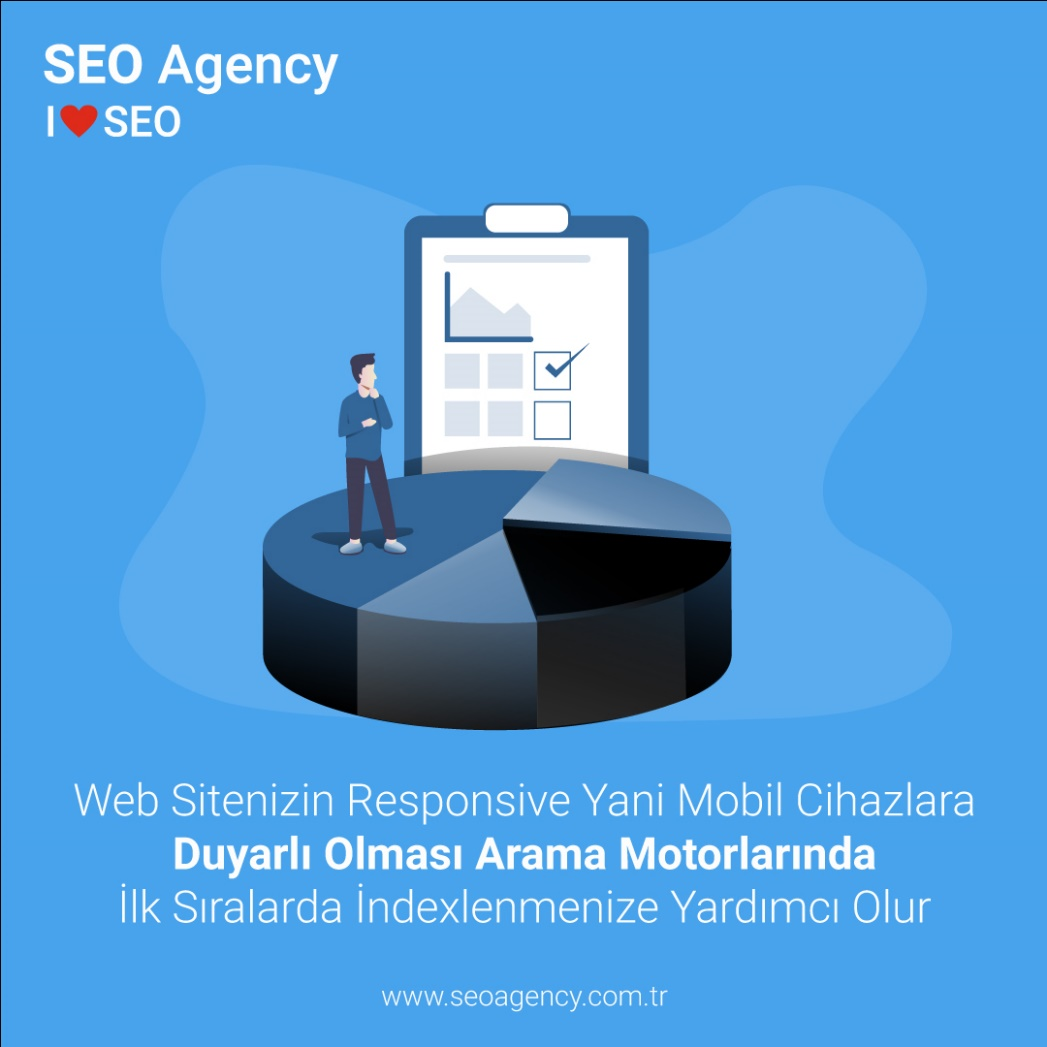 SEO Agency
I❤SEO
Web Sitenizin Responsive Yani Mobil Cihazlara
Duyarlı Olması Arama Motorlarında
İlk Sıralarda İndexlenmenize Yardımcı Olur
www.seoagency.com.tr